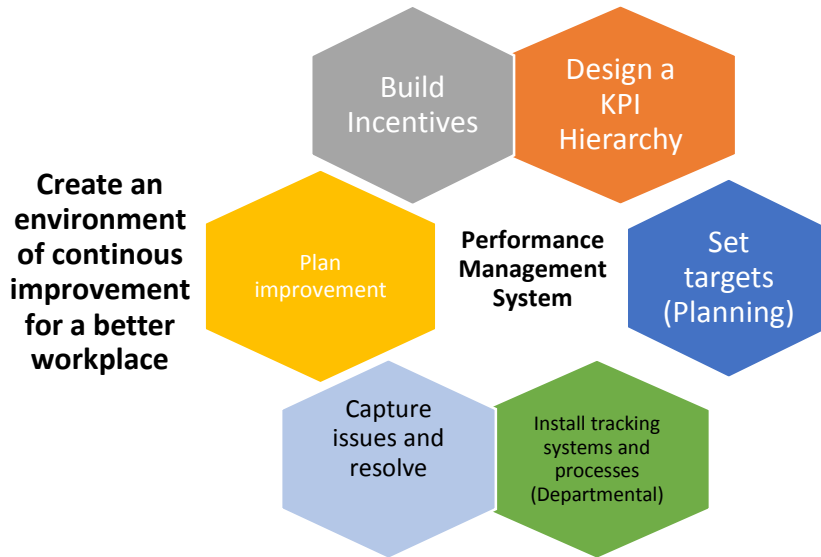 Build
Incentives
Design a
KPI
Hierarchy
Create an
environment
of continous
improvement
for a better
workplace
Plan
improvement
Performance
Management
System
Set
targets
(Planning)
Capture
issues and
resolve
Install tracking
systems and
processes
(Departmental)